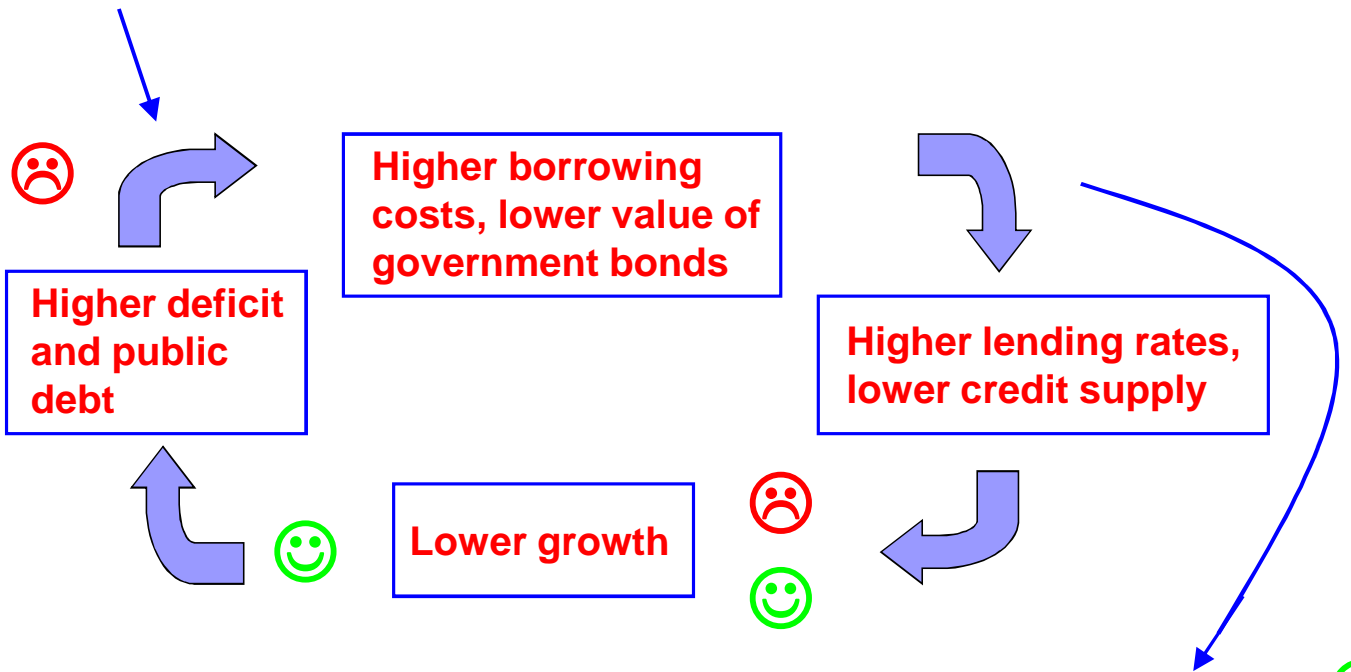 Higher borrowing
costs, lower value of
government bonds
Higher deficit
and public
debt
Higher lending rates,
lower credit supply
Lower growth